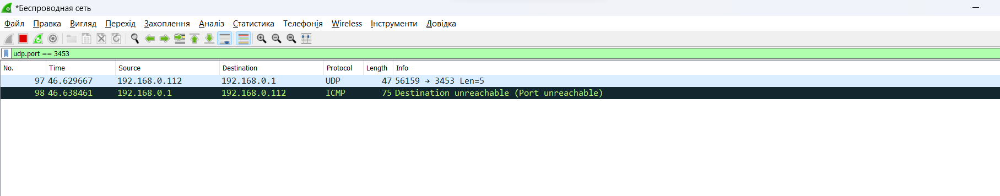 *Беспроводная сеть
Файл Правка Вигляд Перехід Захоплення Аналіз Статистика Телефонія Wireless Інструменти Довідка
udp.port == 3453
No. Time Source Destination Protocol Length Info
97 46.629667 192.168.0.112 192.168.0.1 UDP 47 56159 → 3453 Len=5
98 46.638461 192.168.0.1 192.168.0.112 ICMP 75 Destination unreachable (Port unreachable)